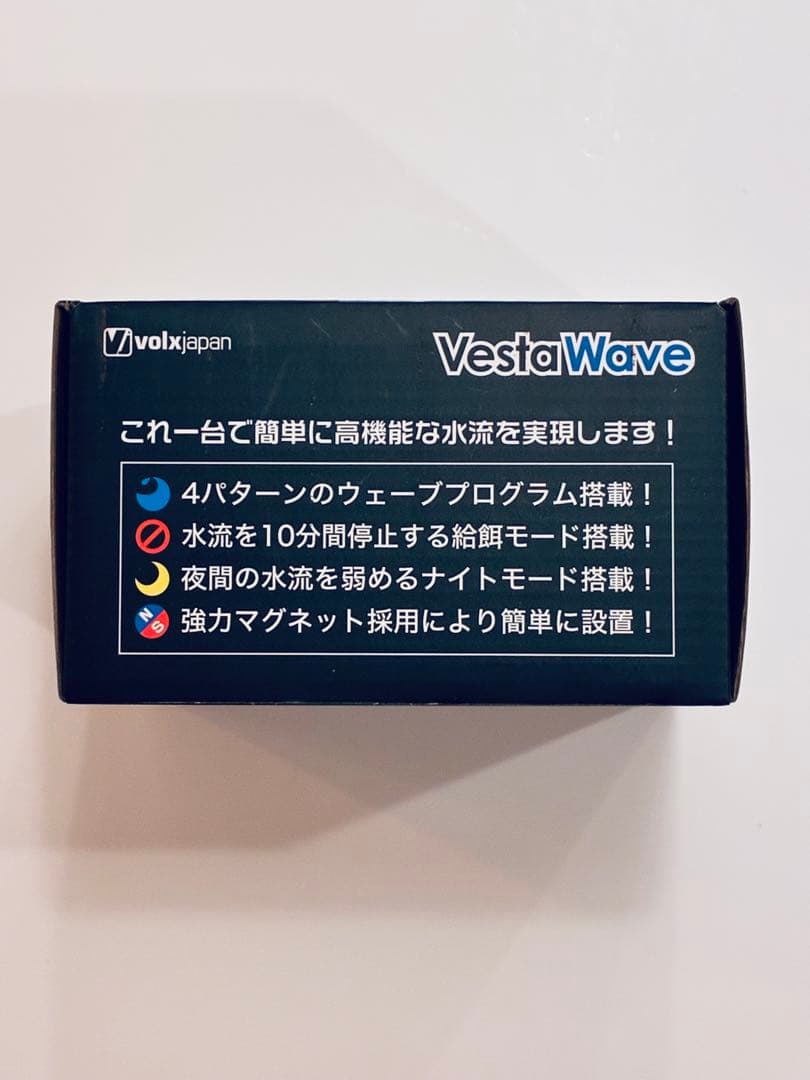 volxjapan
VestaWave
これ一台で簡単に高機能な水流を実現します！
4パターンのウェーブプログラム搭載！
水流を10分間停止する給餌モード搭載！
夜間の水流を弱めるナイトモード搭載！
N S 強力マグネット採用により簡単に設置！